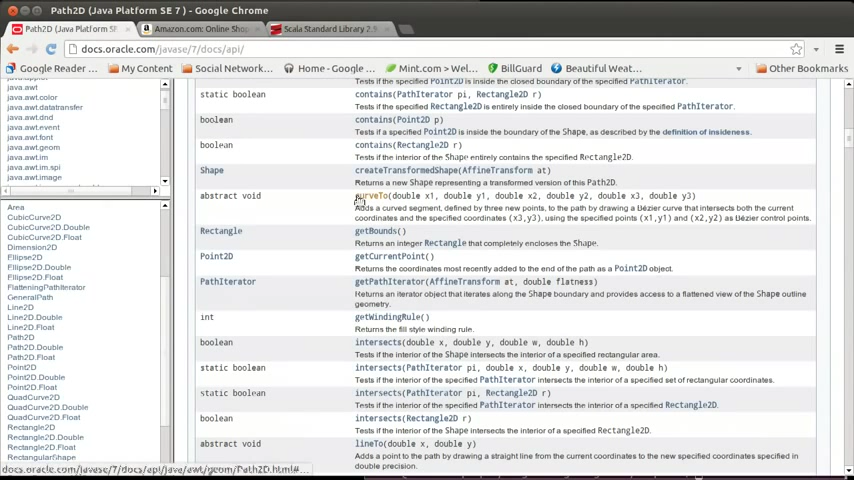 Path2D (Java Platform SE 7 ) - Google Chrome
Path2D (Java Platform SE
Amazon.com: Online Shop
Scala Standard Library 2.9.
docs.oracle.com/javase/7/docs/api/
Google Reader ...
My Content
Social Network...
Home - Google ...
Mint.com > Wel...
BillGuard
Beautiful Weat...
Other Bookmarks
java.awt
java.awt.color
java.awt.datatransfer
java.awt.dnd
java.awt.event
java.awt.font
java.awt.geom
java.awt.im
java.awt.im.spi
java.awt.image
Area
CubicCurve2D
CubicCurve2D.Double
CubicCurve2D.Float
Dimension2D
Ellipse2D
Ellipse2D.Double
Ellipse2D.Float
FlatteningPathIterator
GeneralPath
Line2D
Line2D.Double
Line2D.Float
Path2D
Path2D.Double
Path2D.Float
Point2D
Point2D.Double
Point2D.Float
QuadCurve2D
QuadCurve2D.Double
QuadCurve2D.Float
Rectangle2D
Rectangle2D.Double
Rectangle2D.Float
RectangularShape
Tests if the specified Point2D is inside the closed boundary of the specified PathIterator.
static boolean contains(PathIterator pi, Rectangle2D r)
Tests if the specified Rectangle2D is entirely inside the closed boundary of the specified PathIterator.
boolean contains(Point2D p)
Tests if a specified Point2D is inside the boundary of the Shape, as described by the definition of insideness.
boolean contains(Rectangle2D r)
Tests if the interior of the Shape entirely contains the specified Rectangle2D.
Shape createTransformedShape(AffineTransform at)
Returns a new Shape representing a transformed version of this Path2D.
abstract void curveTo(double x1, double y1, double x2, double y2, double x3, double y3)
Adds a curved segment, defined by three new points, to the path by drawing a Bézier curve that intersects both the current
coordinates and the specified coordinates (x3,y3), using the specified points (x1,y1) and (x2,y2) as Bézier control points.
Rectangle getBounds()
Returns an integer Rectangle that completely encloses the Shape.
Point2D getCurrentPoint()
Returns the coordinates most recently added to the end of the path as a Point2D object.
PathIterator getPathIterator(AffineTransform at, double flatness)
Returns an iterator object that iterates along the Shape boundary and provides access to a flattened view of the Shape outline
geometry.
int getWindingRule()
Returns the fill style winding rule.
boolean intersects(double x, double y, double w, double h)
Tests if the interior of the Shape intersects the interior of a specified rectangular area.
static boolean intersects(PathIterator pi, double x, double y, double w, double h)
Tests if the interior of the specified PathIterator intersects the interior of a specified set of rectangular coordinates.
static boolean intersects(PathIterator pi, Rectangle2D r)
Tests if the interior of the specified PathIterator intersects the interior of a specified Rectangle2D.
boolean intersects(Rectangle2D r)
Tests if the interior of the Shape intersects the interior of a specified Rectangle2D.
abstract void lineTo(double x, double y)
Adds a point to the path by drawing a straight line from the current coordinates to the new specified coordinates specified in
double precision.
docs.oracle.com/javase/7/docs/api/java/awt/geom/Path2D.html#...